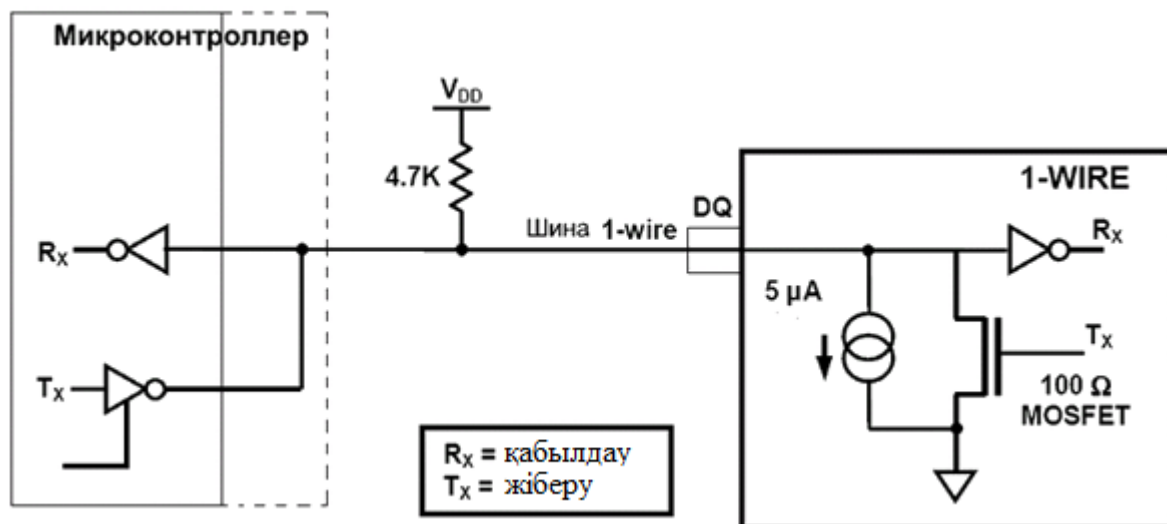 Микроконтроллер
V_DD
4.7K
1-WIRE
DQ
Шина 1-wire
R_X
R_X
5 µA
T_X
T_X
100 Ω
MOSFET
R_X = қабылдау
T_X = жіберу